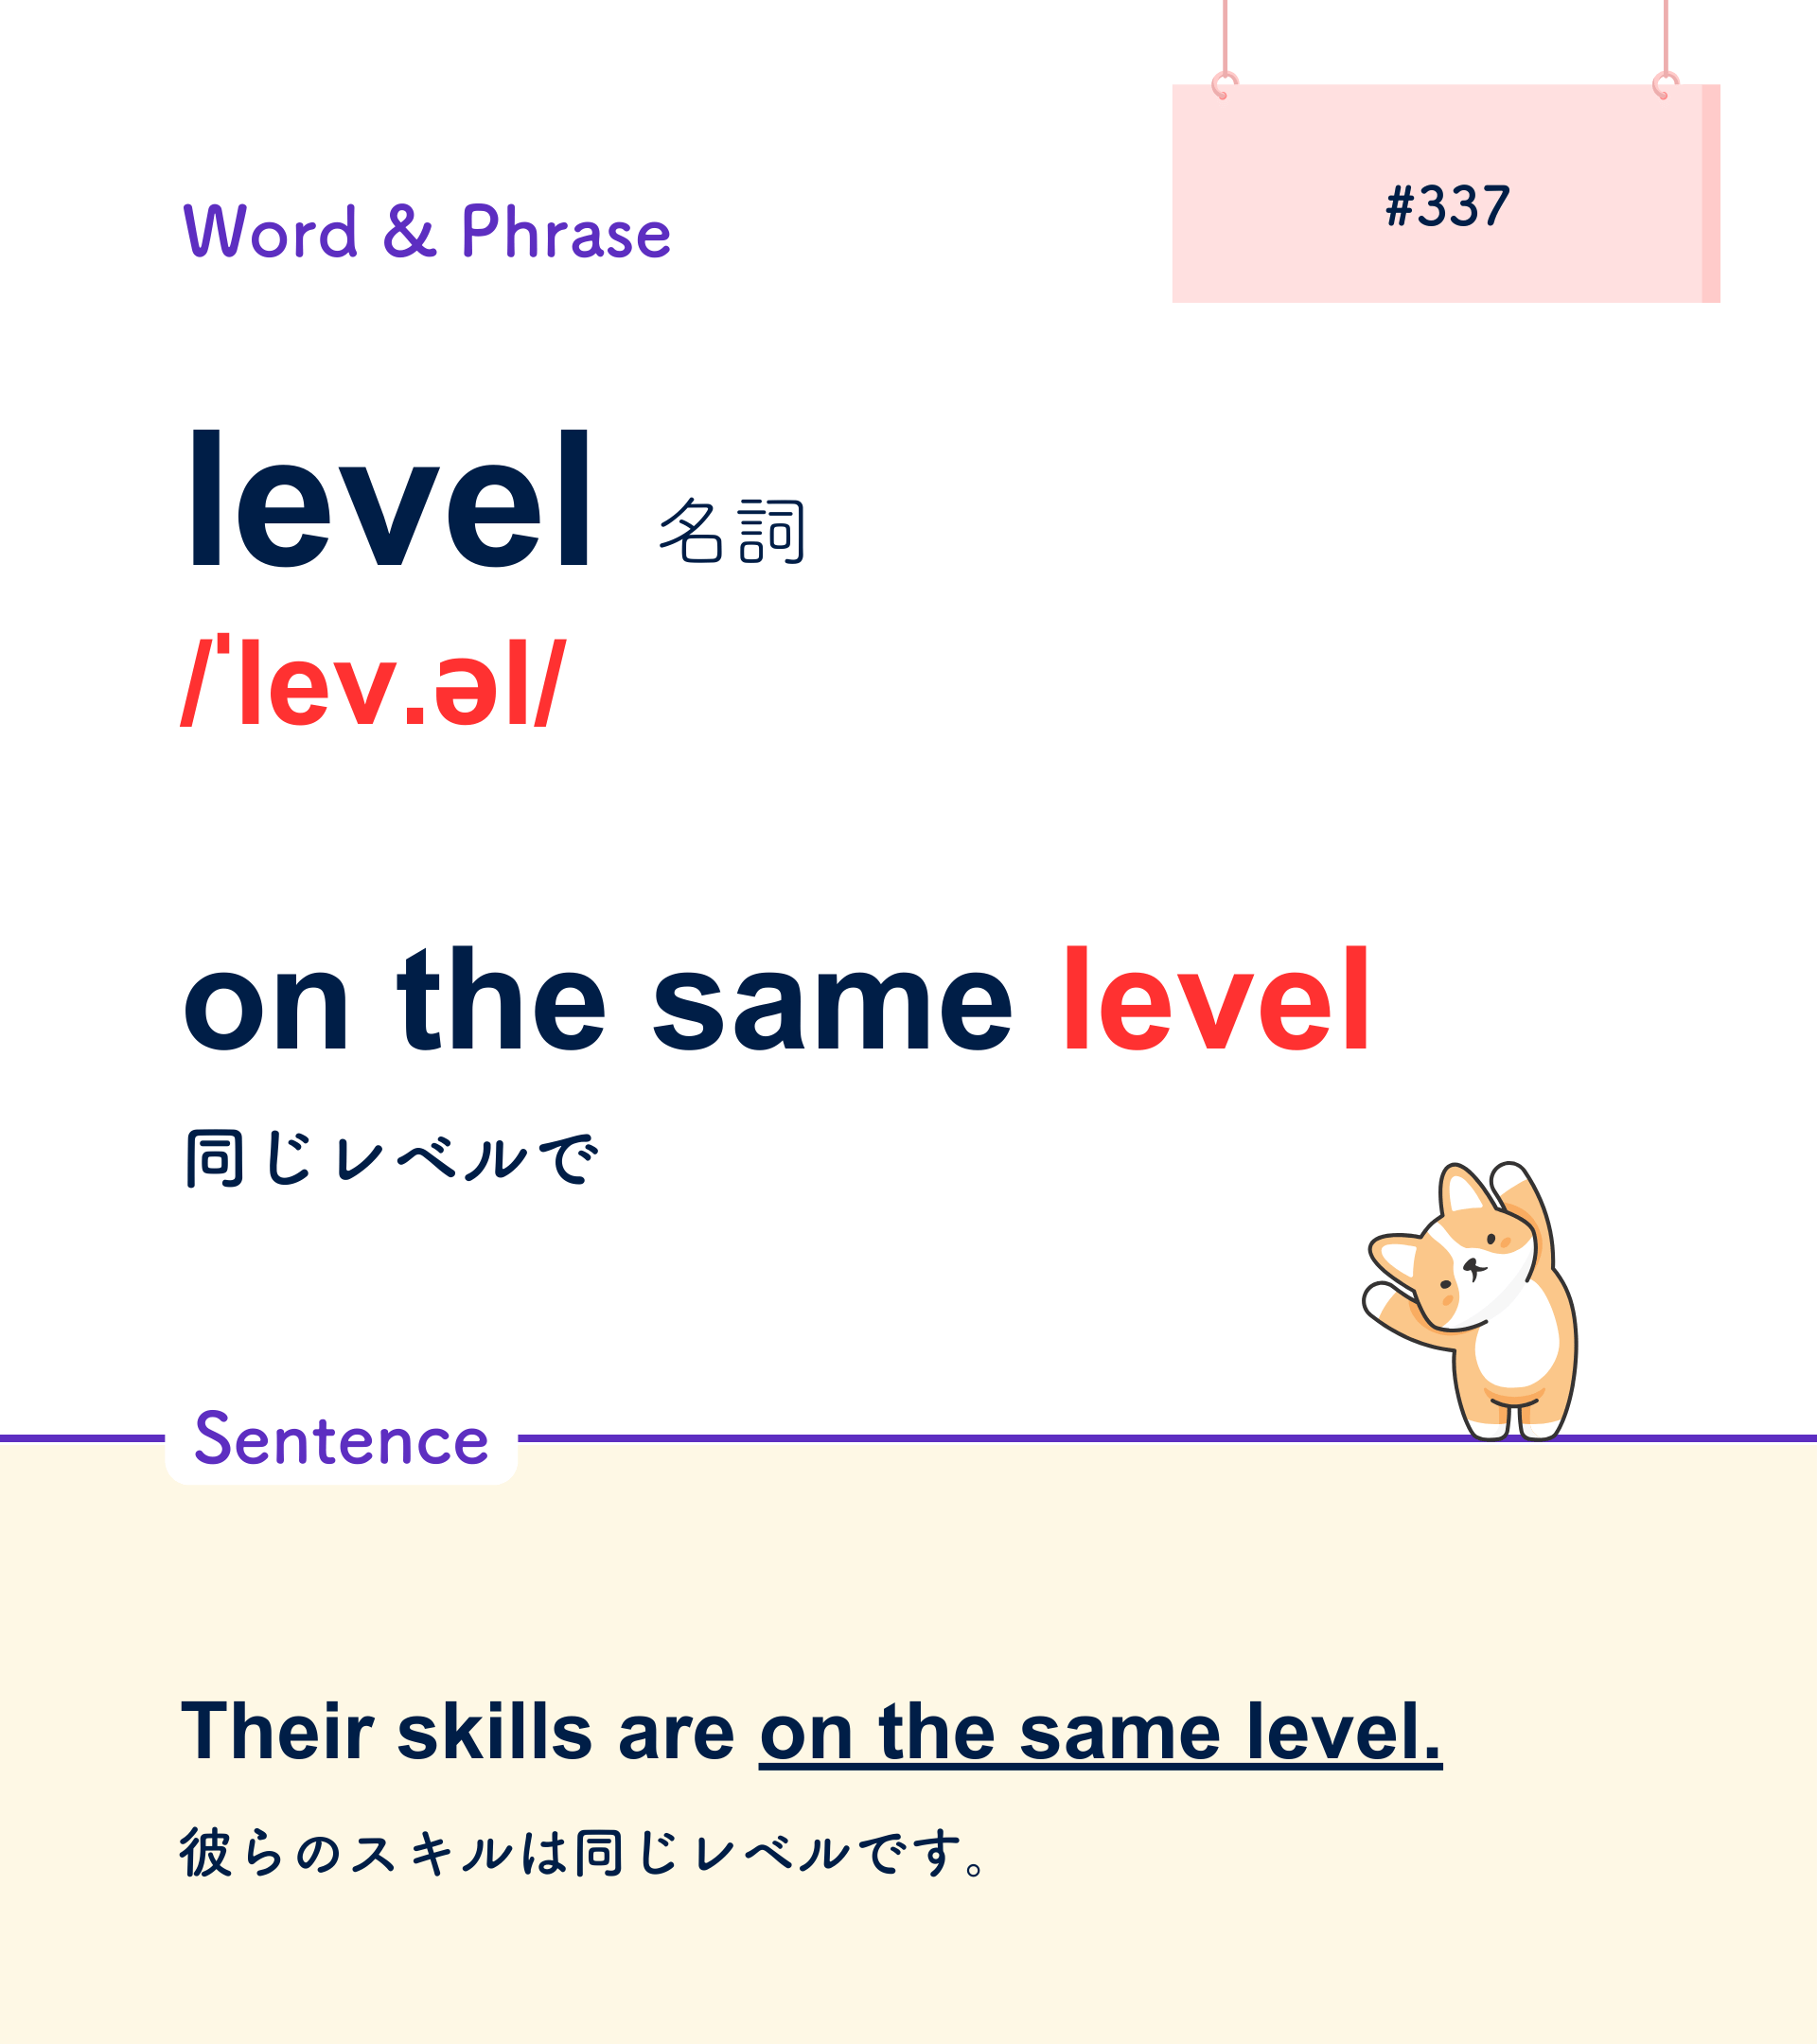 #337
Word & Phrase
level 名詞
/ˈlev.əl/
on the same level
同じレベルで
Sentence
Their skills are on the same level.
彼らのスキルは同じレベルです。